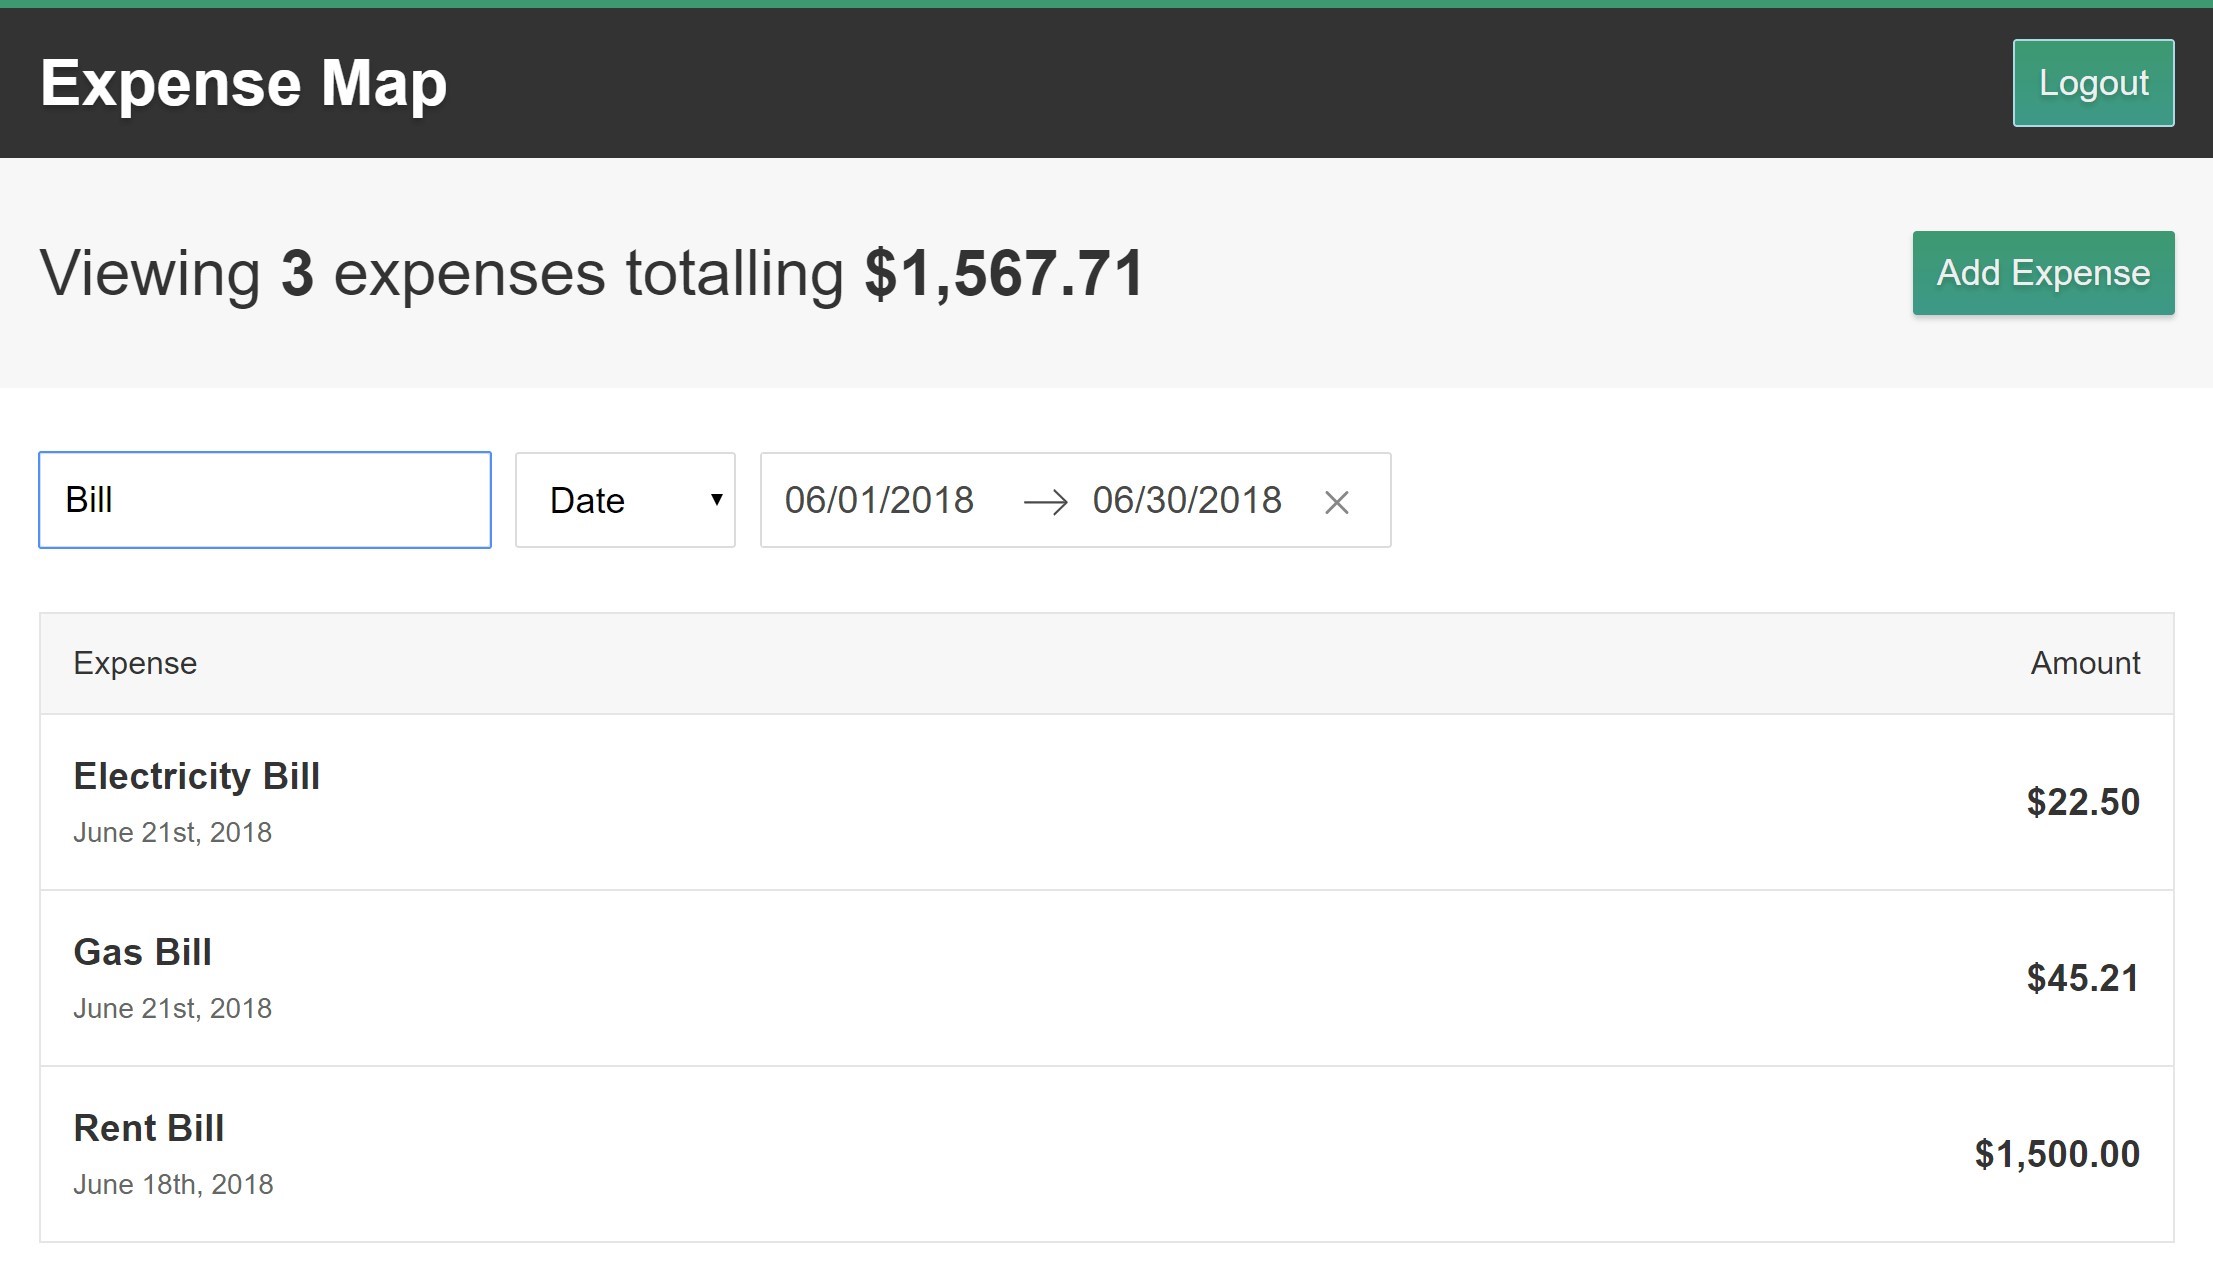 Expense Map
Logout
Viewing 3 expenses totalling $1,567.71
Add Expense
Bill
Date
06/01/2018
06/30/2018
Expense
Amount
Electricity Bill
June 21st, 2018
$22.50
Gas Bill
June 21st, 2018
$45.21
Rent Bill
June 18th, 2018
$1,500.00